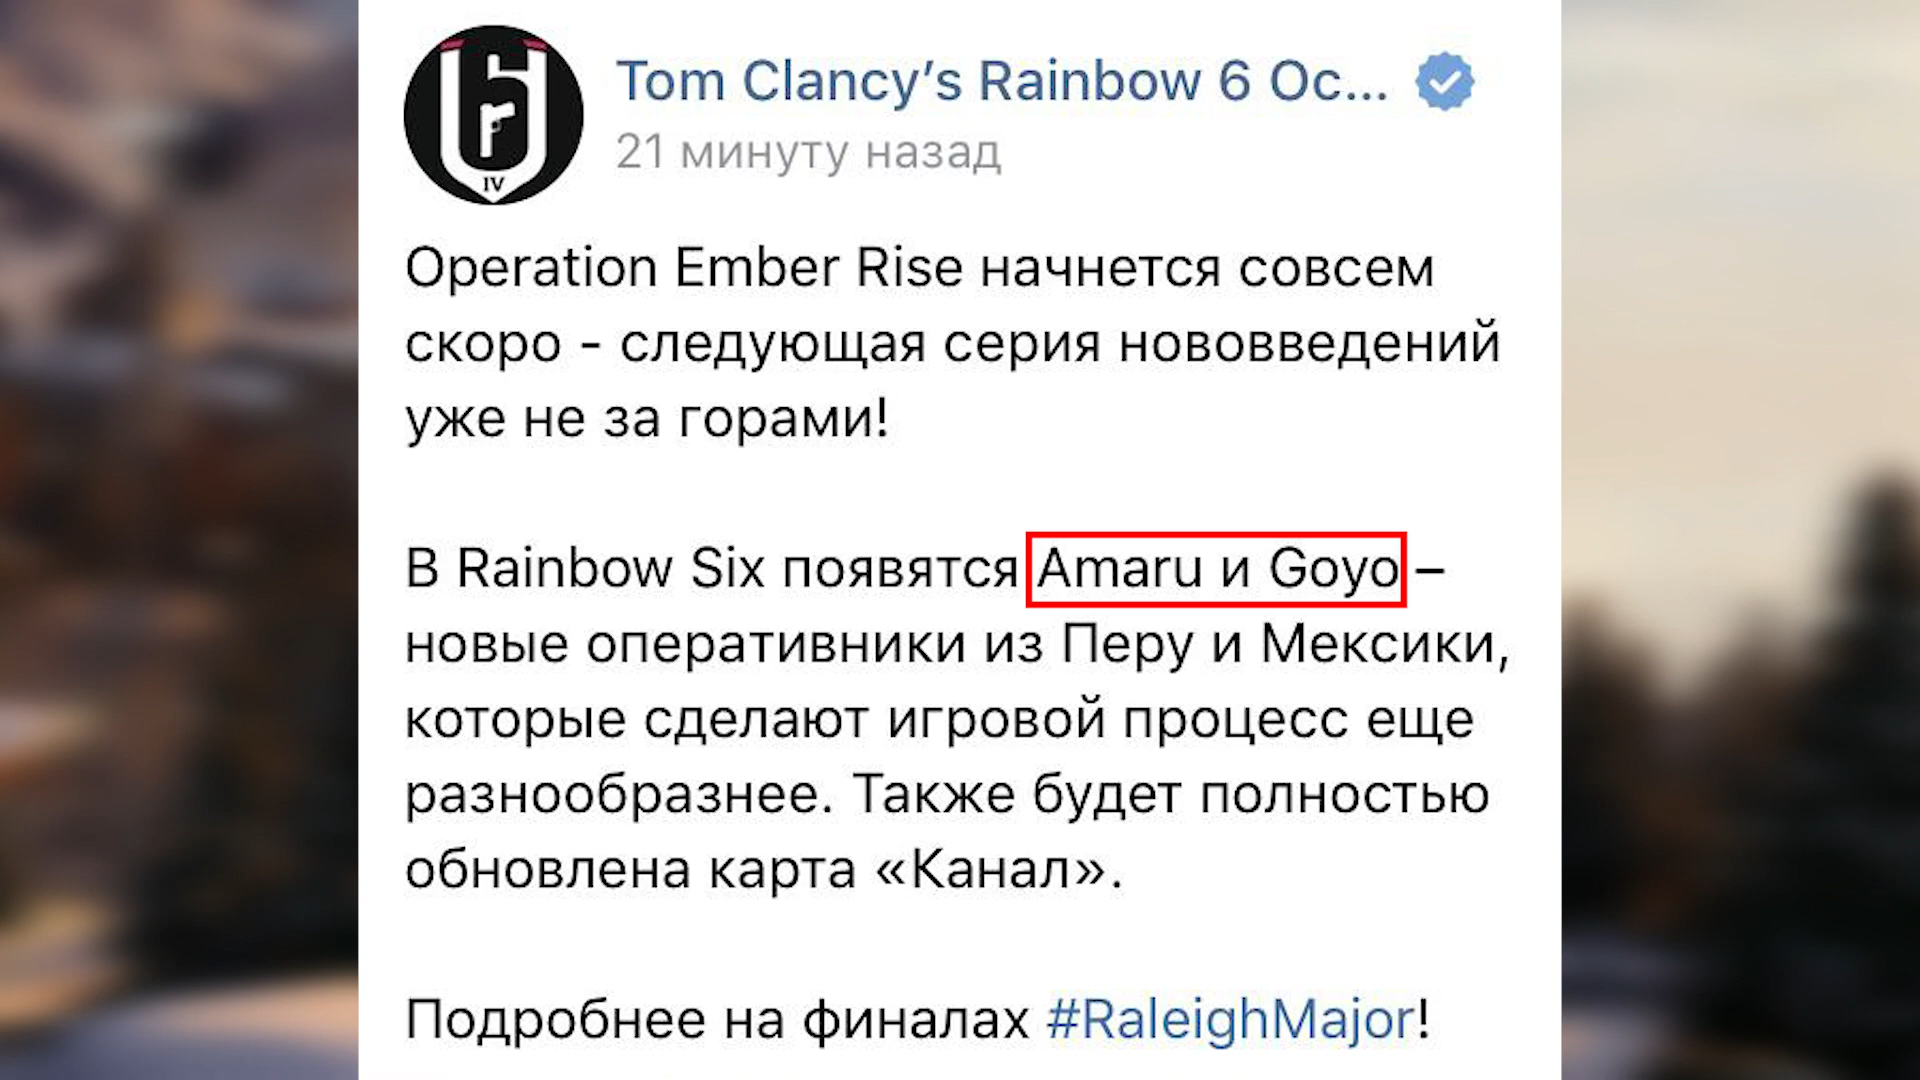 Tom Clancy’s Rainbow 6 Ос...
21 минуту назад
IV
Operation Ember Rise начнется совсем
скоро - следующая серия нововведений
уже не за горами!
В Rainbow Six появятся Amaru и Goyo –
новые оперативники из Перу и Мексики,
которые сделают игровой процесс еще
разнообразнее. Также будет полностью
обновлена карта «Канал».
Подробнее на финалах #RaleighMajor!